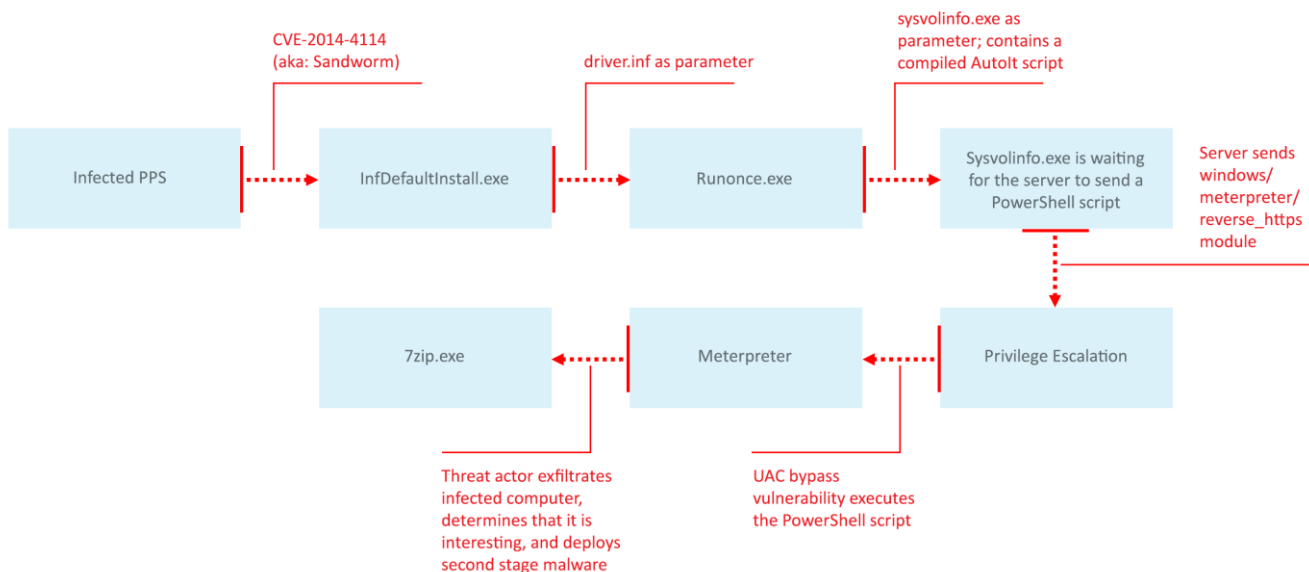 CVE-2014-4114
(aka: Sandworm)
driver.inf as parameter
sysvolinfo.exe as
parameter; contains a
compiled AutoIt script
Infected PPS
InfDefaultInstall.exe
Runonce.exe
Sysvolinfo.exe is waiting
for the server to send a
PowerShell script
Server sends
windows/
meterpreter/
reverse_https
module
7zip.exe
Meterpreter
Privilege Escalation
Threat actor exfiltrates
infected computer,
determines that it is
interesting, and deploys
second stage malware
UAC bypass
vulnerability executes
the PowerShell script